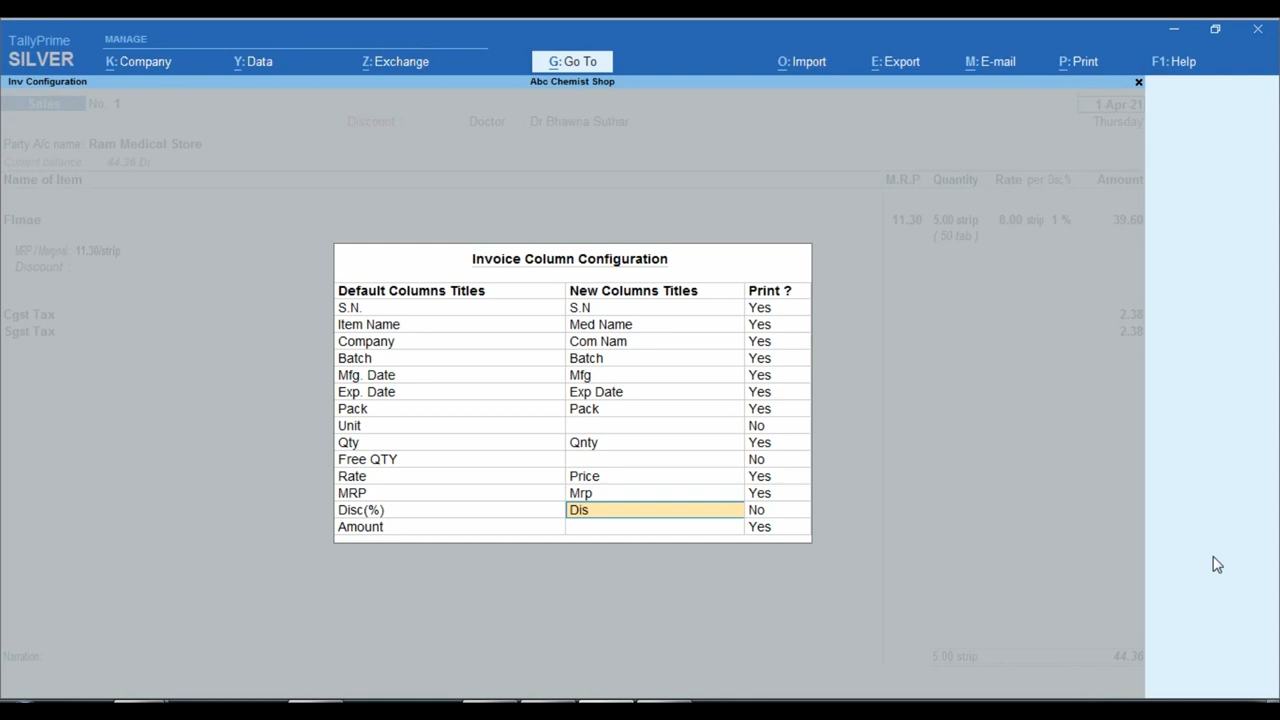 TallyPrime
SILVER
MANAGE
K: Company Y: Data Z: Exchange G: Go To O: Import E: Export M: E-mail P: Print F1: Help
Inv Configuration Abc Chemist Shop x
Sales No. 1 1-Apr-21
Discount : Doctor Dr Bhawna Suthar Thursday
Party A/c name: Ram Medical Store
Current balance: 44.36 Dr
Name of Item M.R.P Quantity Rate per Disc% Amount
11.30 5.00 strip 8.00 strip 1 % 39.60
( 50 tab )
MRP / Marginal: 11.30/strip
Discount :
Cgst Tax 2.38
Sgst Tax 2.38
Invoice Column Configuration
Default Columns Titles New Columns Titles Print ?
S.N. S.N Yes
Item Name Med Name Yes
Company Com Nam Yes
Batch Batch Yes
Mfg. Date Mfg Yes
Exp. Date Exp Date Yes
Pack Pack Yes
Unit No
Qty Qnty Yes
Free QTY No
Rate Price Yes
MRP Mrp Yes
Disc(%) Dis No
Amount Yes
Narration: 5.00 strip 44.36